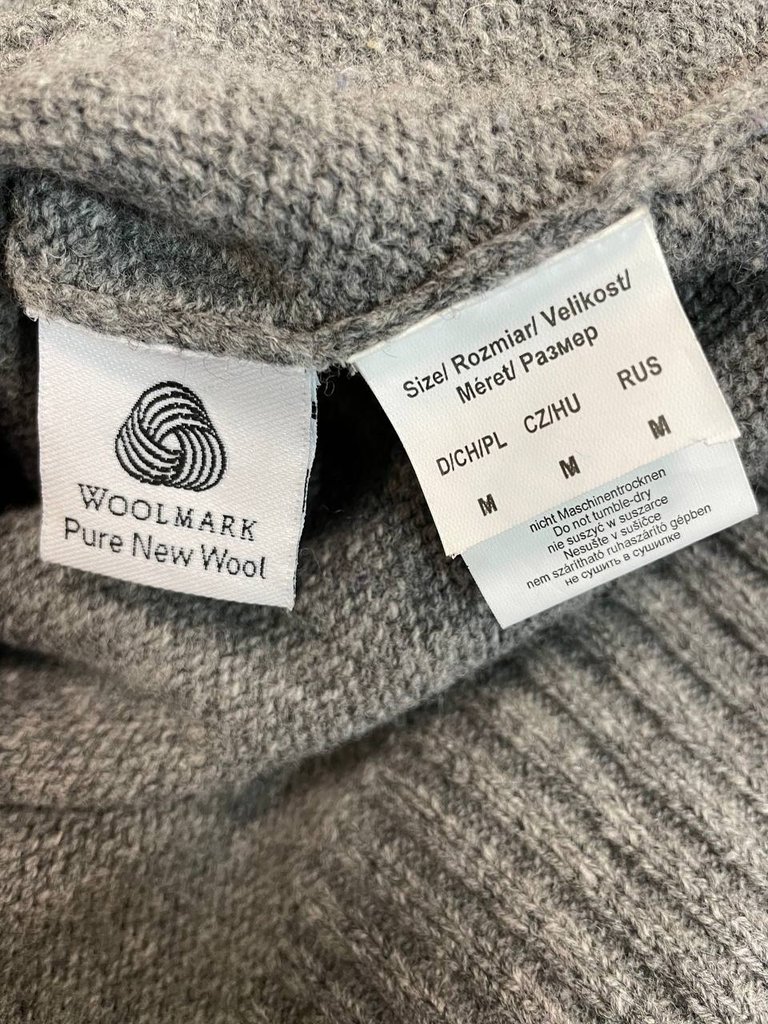 WOOLMARK
Pure New Wool
Size/ Rozmiar/ Velikost/
Méret/ Размер
D/CH/PL CZ/HU RUS
M M M
nicht Maschinentrocknen
Do not tumble-dry
nie suszyć w suszarce
Nesušte v sušičce
nem szárítható ruhaszárító gépben
не сушить в сушилке